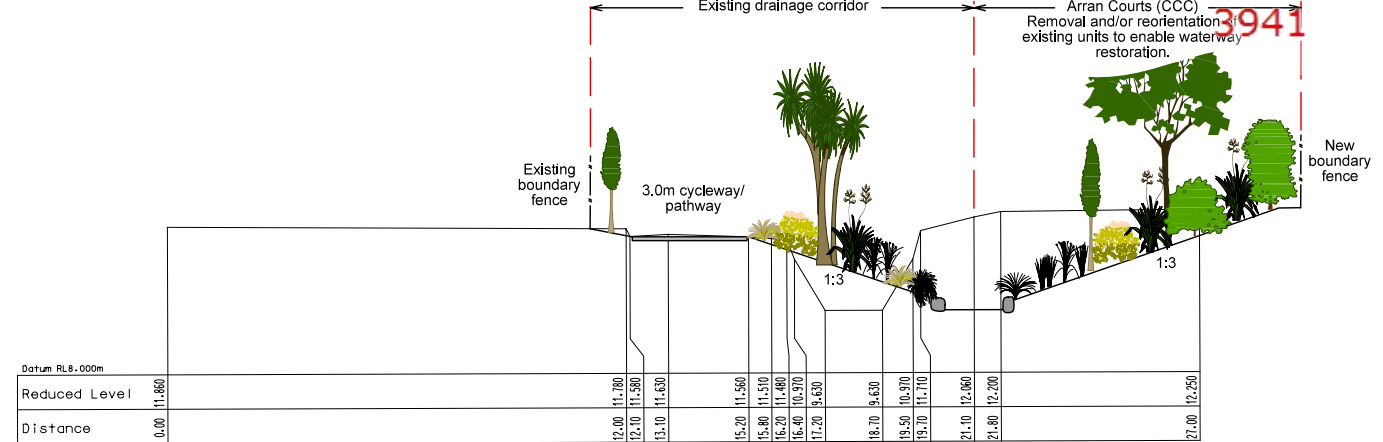 Existing drainage corridor
Arran Courts (CCC)
Removal and/or reorientation of
existing units to enable waterway
restoration.
3941
Existing
boundary
fence
3.0m cycleway/
pathway
New
boundary
fence
1:3
1:3
Datum RL8.000m
Reduced Level 11.860 11.780 11.580 11.630 11.560 11.510 11.480 10.970 9.630 9.630 10.970 11.710 12.060 12.200 12.250
Distance 0.00 12.00 12.10 13.10 15.20 15.80 16.20 16.40 17.20 18.70 19.50 19.70 21.10 21.80 27.00